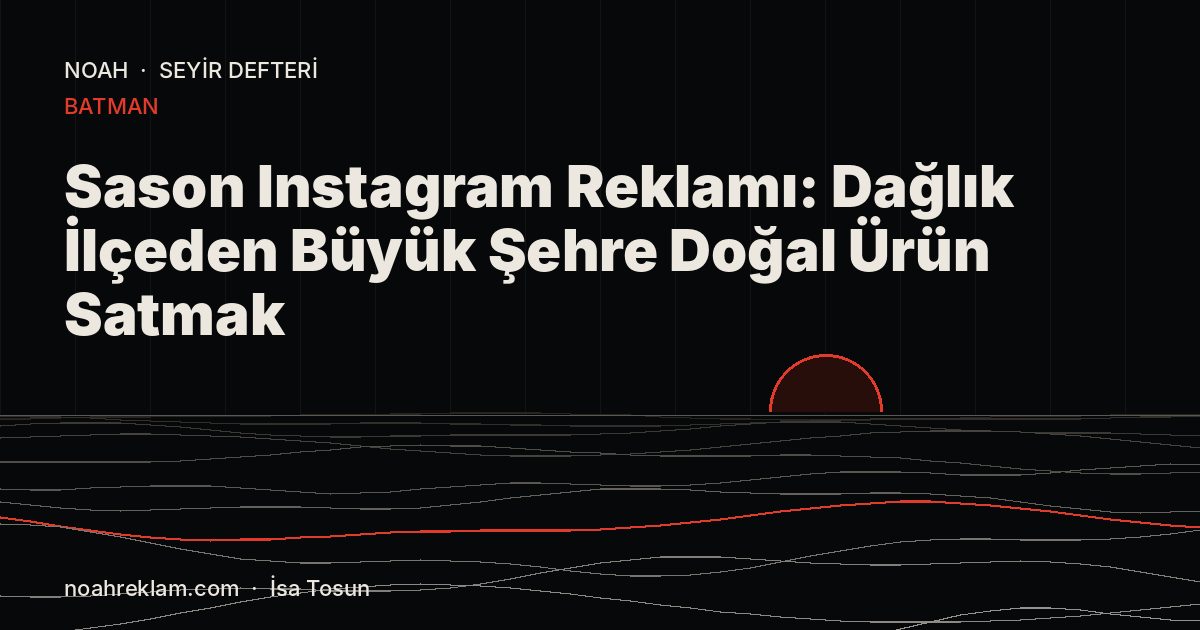 NOAH · SEYİR DEFTERİ
BATMAN
Sason Instagram Reklamı: Dağlık
İlçeden Büyük Şehre Doğal Ürün
Satmak
noahreklam.com · İsa Tosun